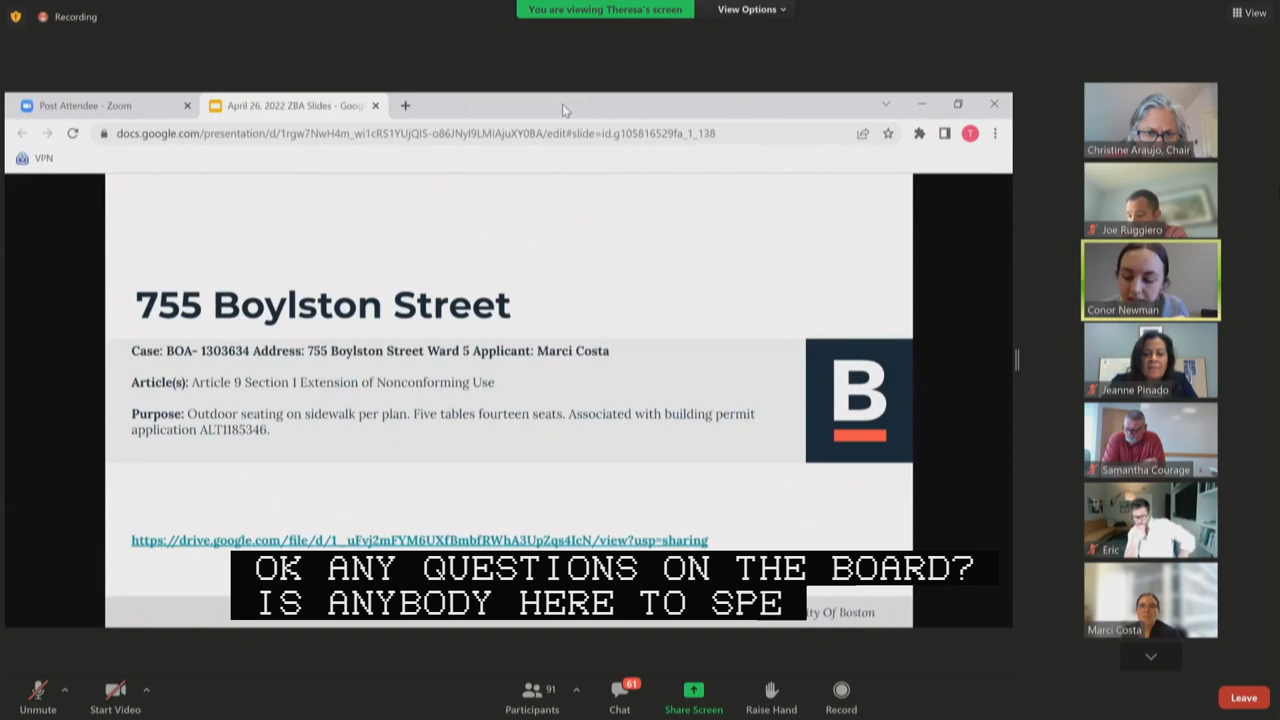 Recording
You are viewing Theresa's screen
View Options
View
Post Attendee - Zoom
April 26, 2022 ZBA Slides - Goog
docs.google.com/presentation/d/1rgw7NwH4m_wi1cRS1YUjQIS-o86JNyI9LMIAjuXY0BA/edit#slide=id.g105816529fa_1_138
T
VPN
755 Boylston Street
Case: BOA- 1303634 Address: 755 Boylston Street Ward 5 Applicant: Marci Costa
Article(s): Article 9 Section 1 Extension of Nonconforming Use
Purpose: Outdoor seating on sidewalk per plan. Five tables fourteen seats. Associated with building permit
application ALT1185346.
B
https://drive.google.com/file/d/1_uFvj2mFYM6UXfBmbfRWhA3UpZqs4IcN/view?usp=sharing
OK ANY QUESTIONS ON THE BOARD?
IS ANYBODY HERE TO SPE
ity Of Boston
Christine Araujo, Chair
Joe Ruggiero
Conor Newman
Jeanne Pinado
Samantha Courage
Eric
Marci Costa
Unmute
Start Video
91
Participants
61
Chat
Share Screen
Raise Hand
Record
Leave